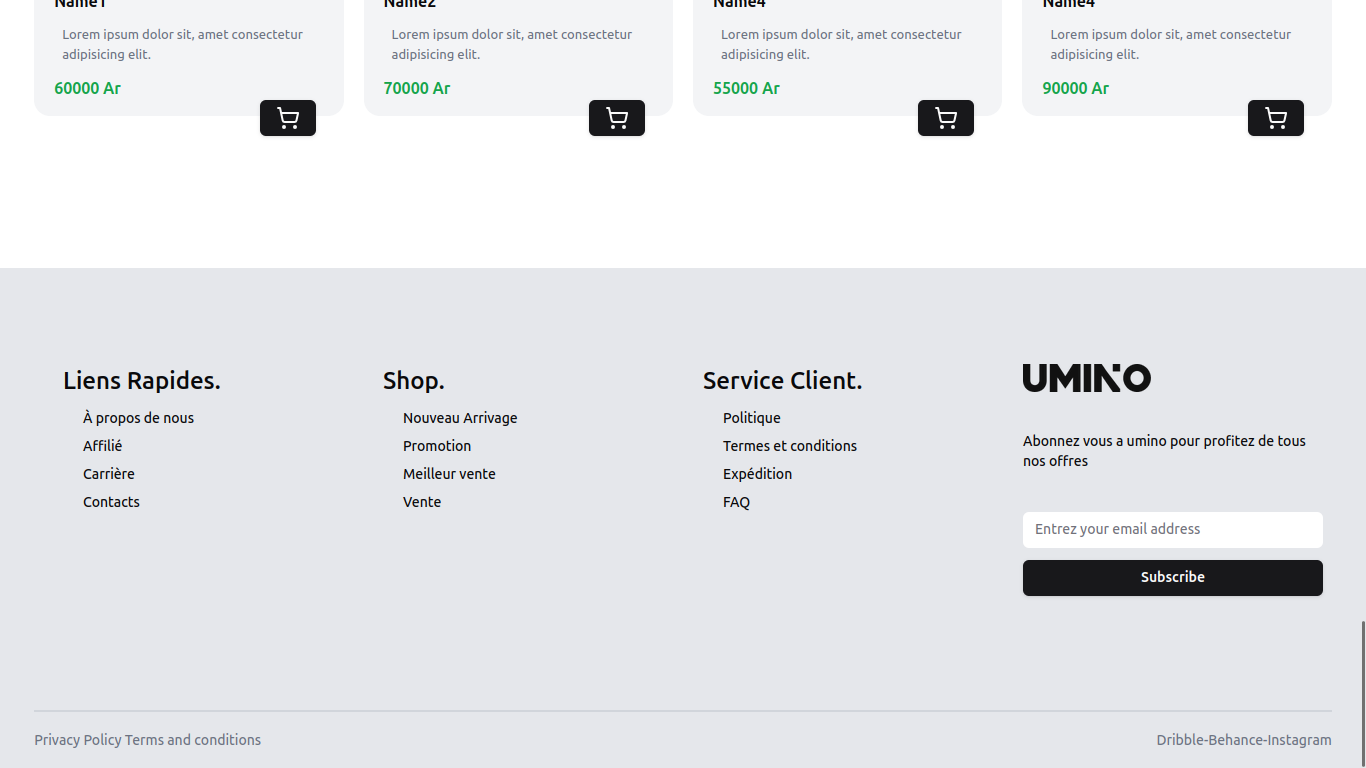 Name1
Name2
Name4
Name4
Lorem ipsum dolor sit, amet consectetur
adipisicing elit.
Lorem ipsum dolor sit, amet consectetur
adipisicing elit.
Lorem ipsum dolor sit, amet consectetur
adipisicing elit.
Lorem ipsum dolor sit, amet consectetur
adipisicing elit.
60000 Ar
70000 Ar
55000 Ar
90000 Ar
Liens Rapides.
À propos de nous
Affilié
Carrière
Contacts
Shop.
Nouveau Arrivage
Promotion
Meilleur vente
Vente
Service Client.
Politique
Termes et conditions
Expédition
FAQ
UMINO
Abonnez vous a umino pour profitez de tous
nos offres
Entrez your email address
Subscribe
Privacy Policy Terms and conditions
Dribble-Behance-Instagram